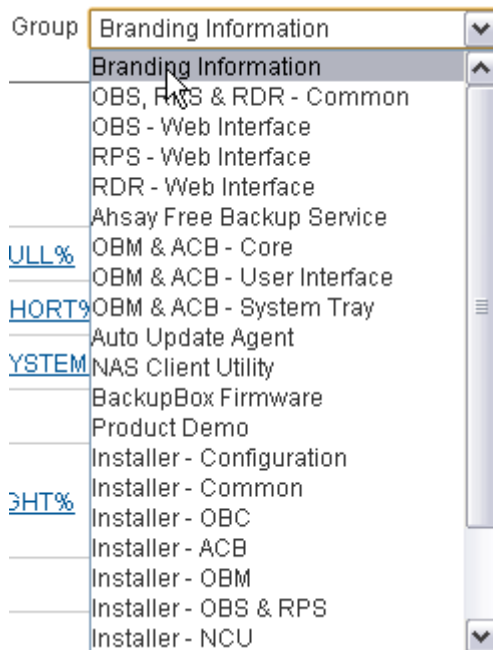 Group Branding Information
Branding Information
OBS, RPS & RDR - Common
OBS - Web Interface
RPS - Web Interface
RDR - Web Interface
Ahsay Free Backup Service
ULL% OBM & ACB - Core
OBM & ACB - User Interface
HORT% OBM & ACB - System Tray
Auto Update Agent
YSTEM NAS Client Utility
BackupBox Firmware
Product Demo
Installer - Configuration
Installer - Common
GHT% Installer - OBC
Installer - ACB
Installer - OBM
Installer - OBS & RPS
Installer - NCU